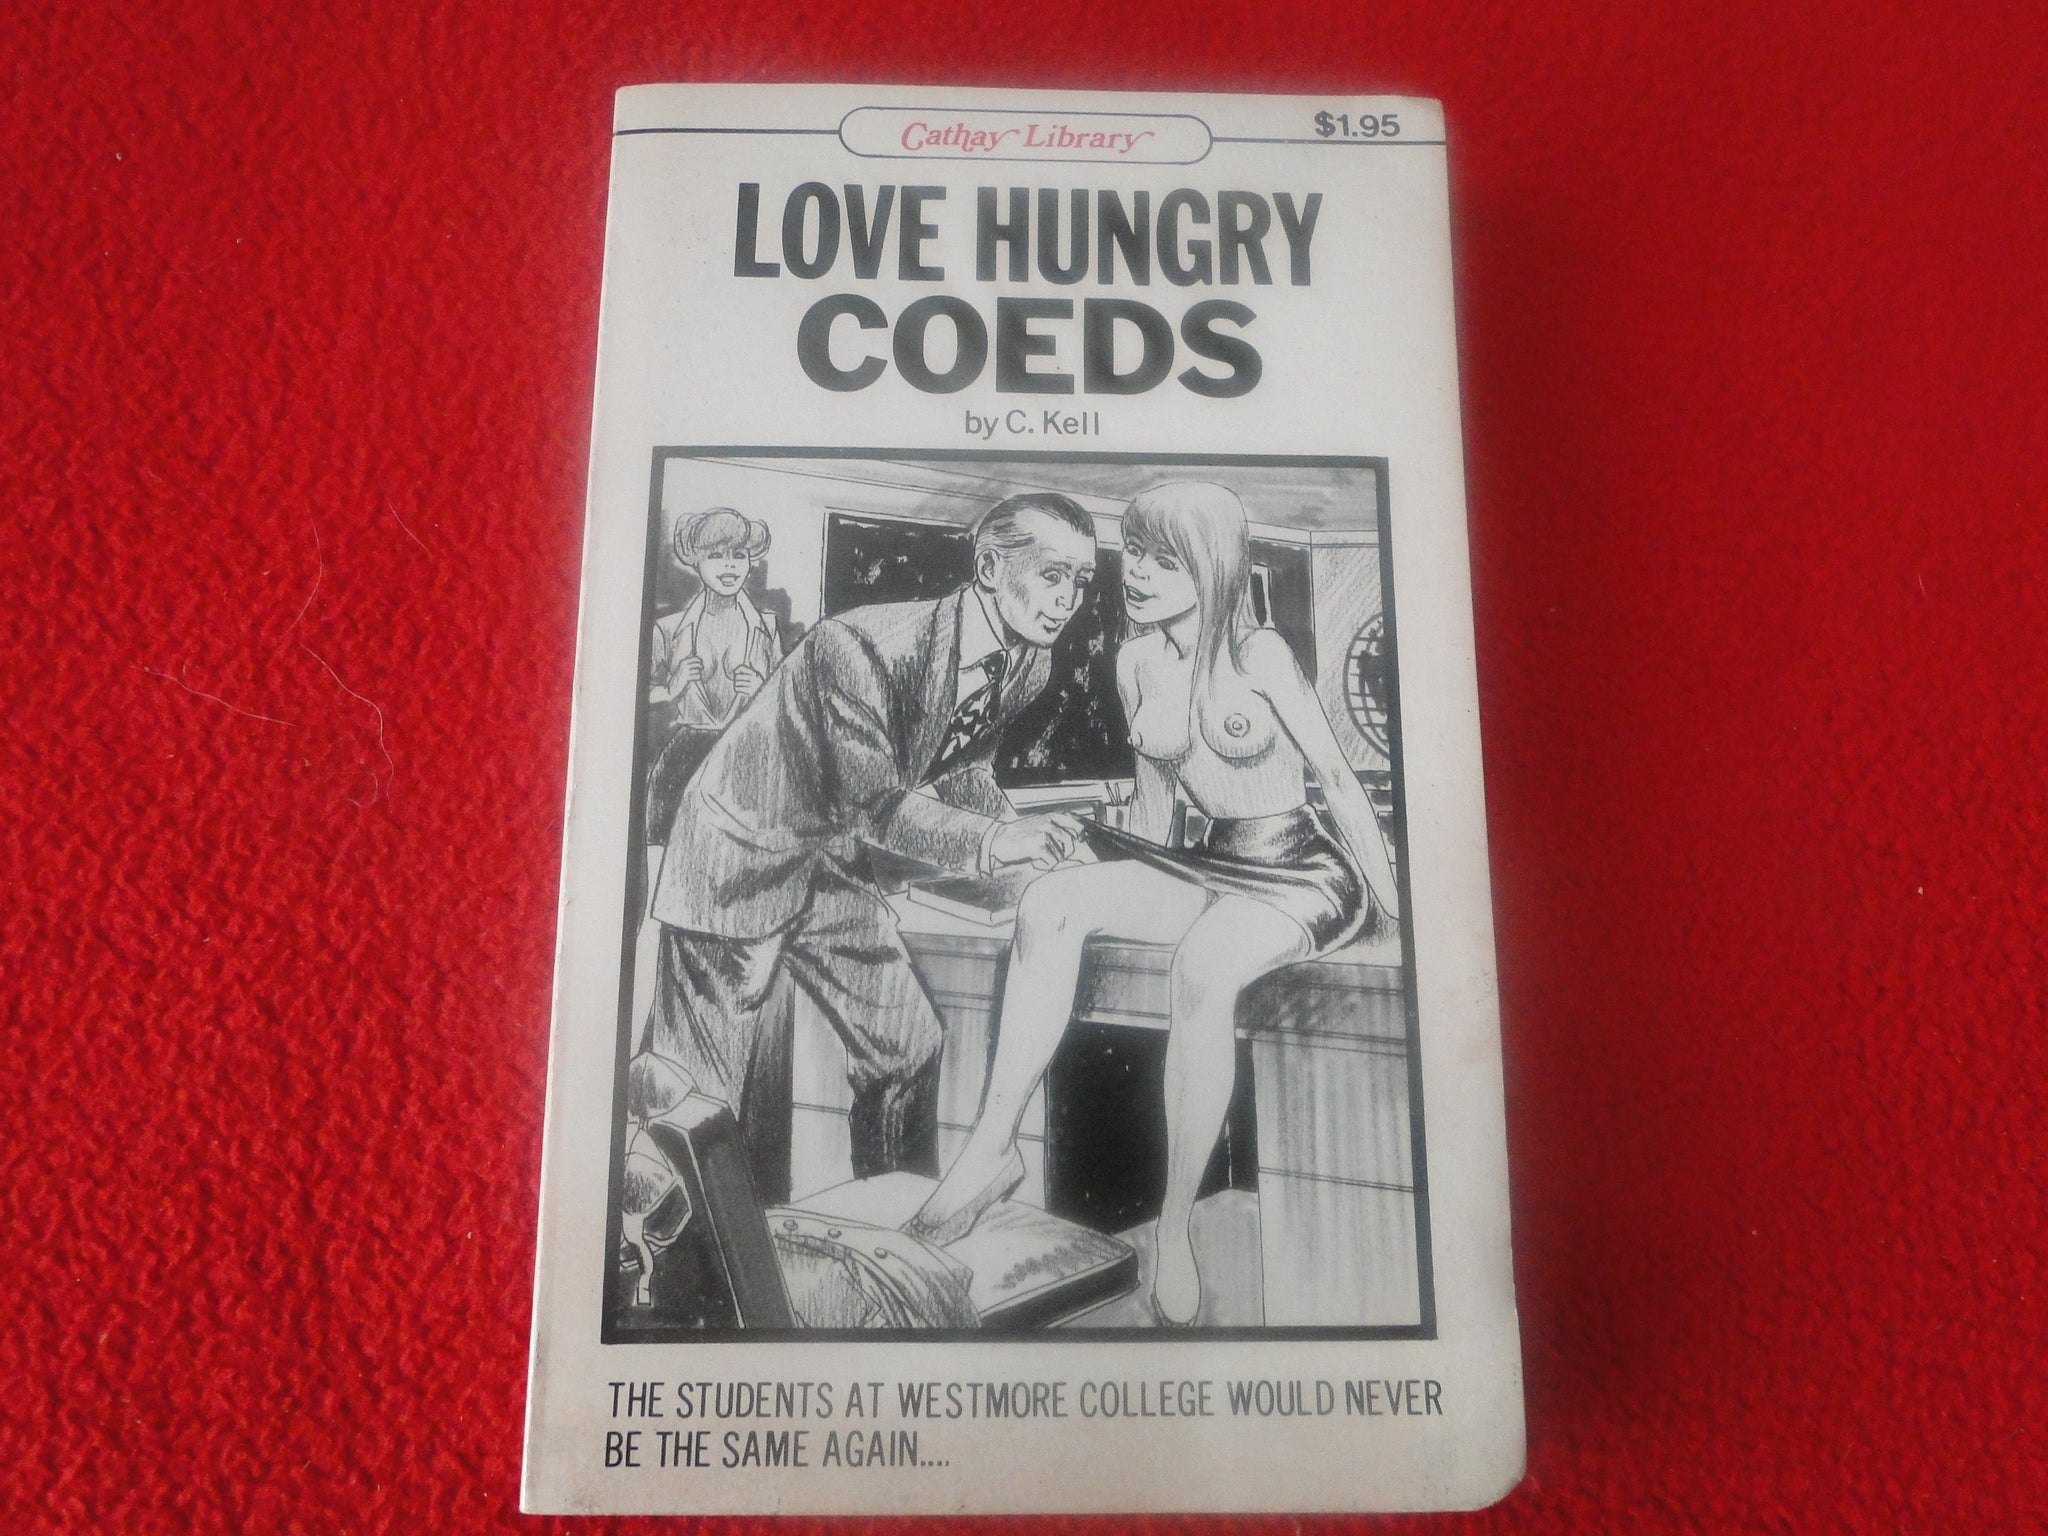 Cathay Library
$1.95
LOVE HUNGRY
COEDS
by C. Kell
THE STUDENTS AT WESTMORE COLLEGE WOULD NEVER
BE THE SAME AGAIN....